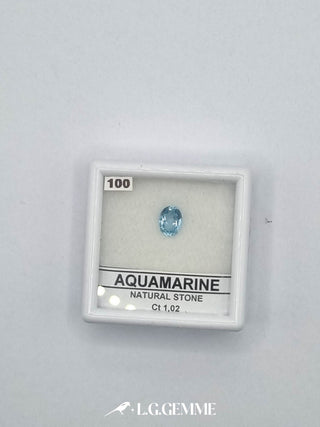 100
AQUAMARINE
NATURAL STONE
Ct 1,02
L.G.GEMME